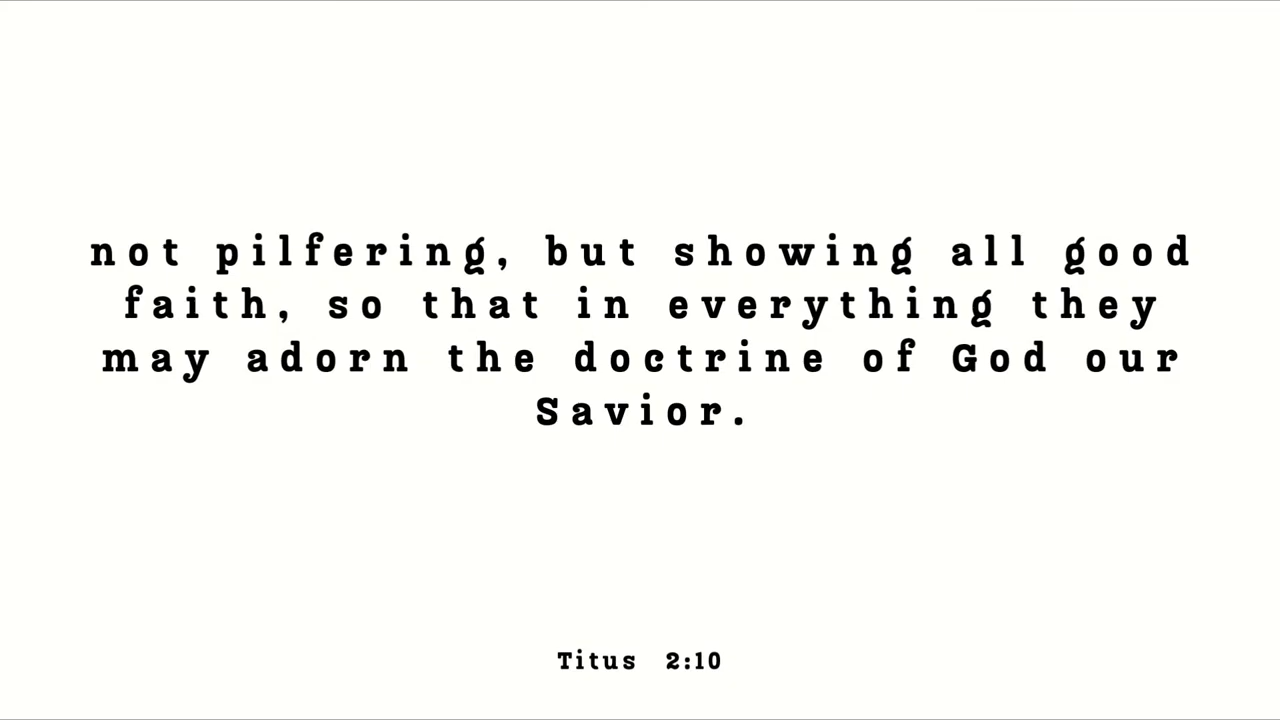 not pilfering, but showing all good
faith, so that in everything they
may adorn the doctrine of God our
Savior.
Titus 2:10